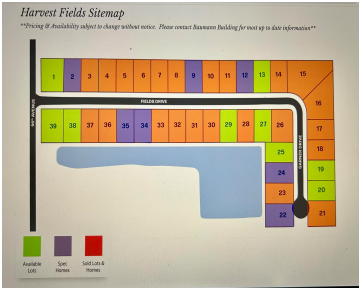 Harvest Fields Sitemap
**Pricing & Availability subject to change without notice. Please contact Baumann Building for most up to date information**
1 2 3 4 5 6 7 8 9 10 11 12 13 14 15
16
FIELDS DRIVE
17
39 38 37 36 35 34 33 32 31 30 29 28 27 26
18
25
19
24
20
23
22
21
Available
Lots
Spec
Homes
Sold Lots &
Homes